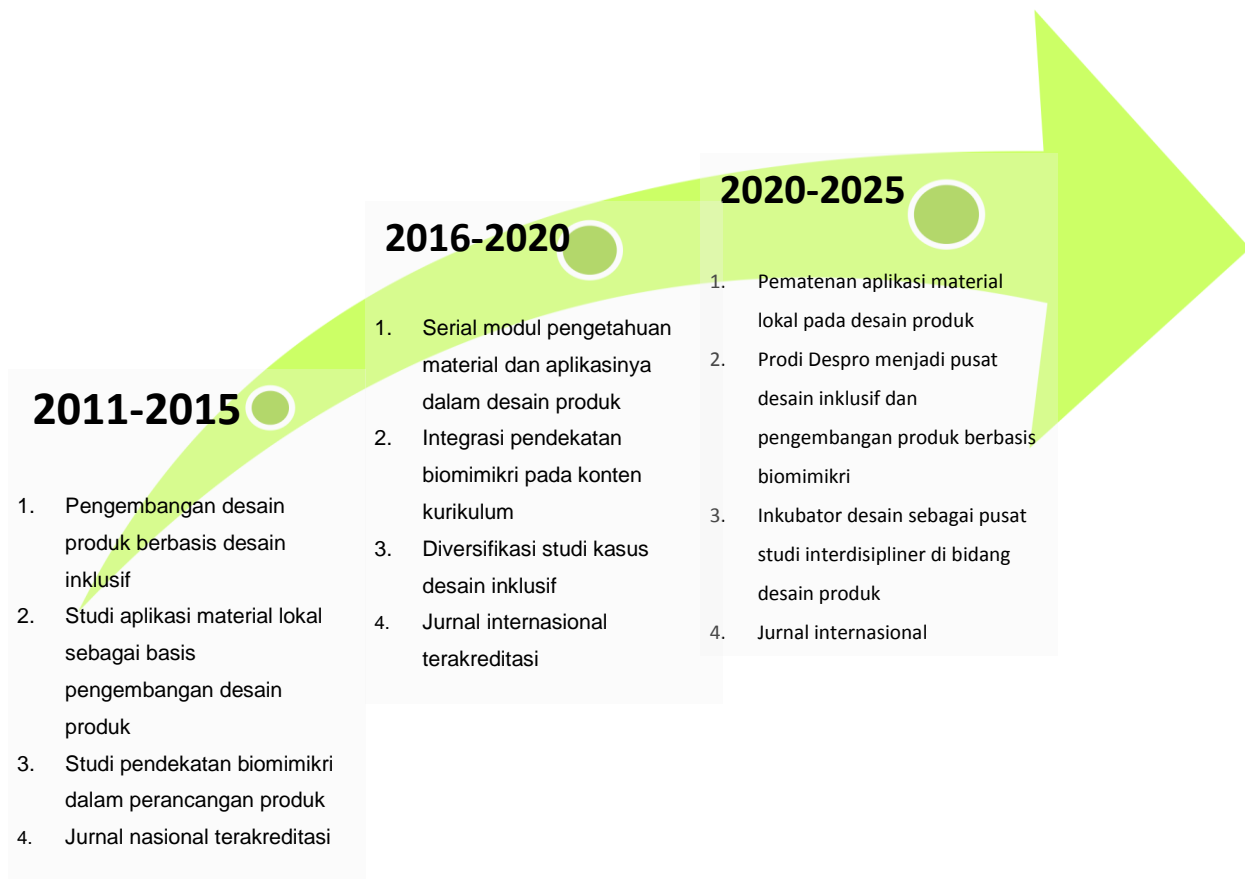 2011-2015
1. Pengembangan desain
produk berbasis desain
inklusif
2. Studi aplikasi material lokal
sebagai basis
pengembangan desain
produk
3. Studi pendekatan biomimikri
dalam perancangan produk
4. Jurnal nasional terakreditasi
2016-2020
1. Serial modul pengetahuan
material dan aplikasinya
dalam desain produk
2. Integrasi pendekatan
biomimikri pada konten
kurikulum
3. Diversifikasi studi kasus
desain inklusif
4. Jurnal internasional
terakreditasi
2020-2025
1. Pematenan aplikasi material
lokal pada desain produk
2. Prodi Despro menjadi pusat
desain inklusif dan
pengembangan produk berbasis
biomimikri
3. Inkubator desain sebagai pusat
studi interdisipliner di bidang
desain produk
4. Jurnal internasional